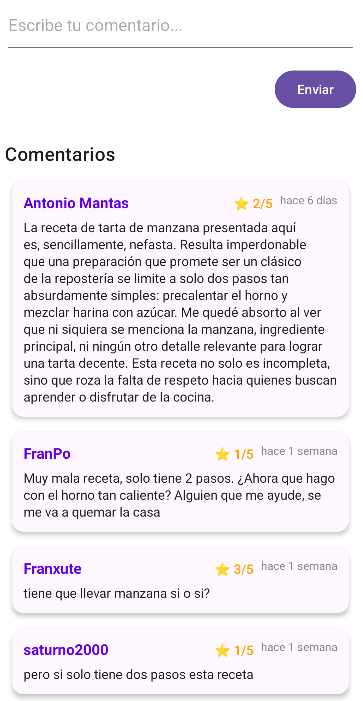 Escribe tu comentario...
Enviar
Comentarios
Antonio Mantas ⭐ 2/5 hace 6 días
La receta de tarta de manzana presentada aquí
es, sencillamente, nefasta. Resulta imperdonable
que una preparación que promete ser un clásico
de la repostería se limite a solo dos pasos tan
absurdamente simples: precalentar el horno y
mezclar harina con azúcar. Me quedé absorto al ver
que ni siquiera se menciona la manzana, ingrediente
principal, ni ningún otro detalle relevante para lograr
una tarta decente. Esta receta no solo es incompleta,
sino que roza la falta de respeto hacia quienes buscan
aprender o disfrutar de la cocina.
FranPo ⭐ 1/5 hace 1 semana
Muy mala receta, solo tiene 2 pasos. ¿Ahora que hago
con el horno tan caliente? Alguien que me ayude, se
me va a quemar la casa
Franxute ⭐ 3/5 hace 1 semana
tiene que llevar manzana si o si?
saturno2000 ⭐ 1/5 hace 1 semana
pero si solo tiene dos pasos esta receta